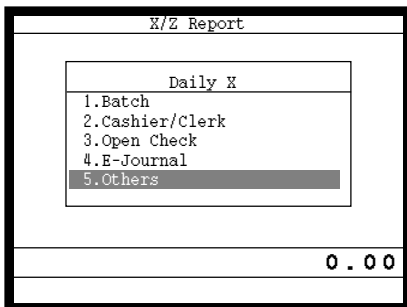 X/Z Report
Daily X
1.Batch
2.Cashier/Clerk
3.Open Check
4.E-Journal
5.Others
0.00